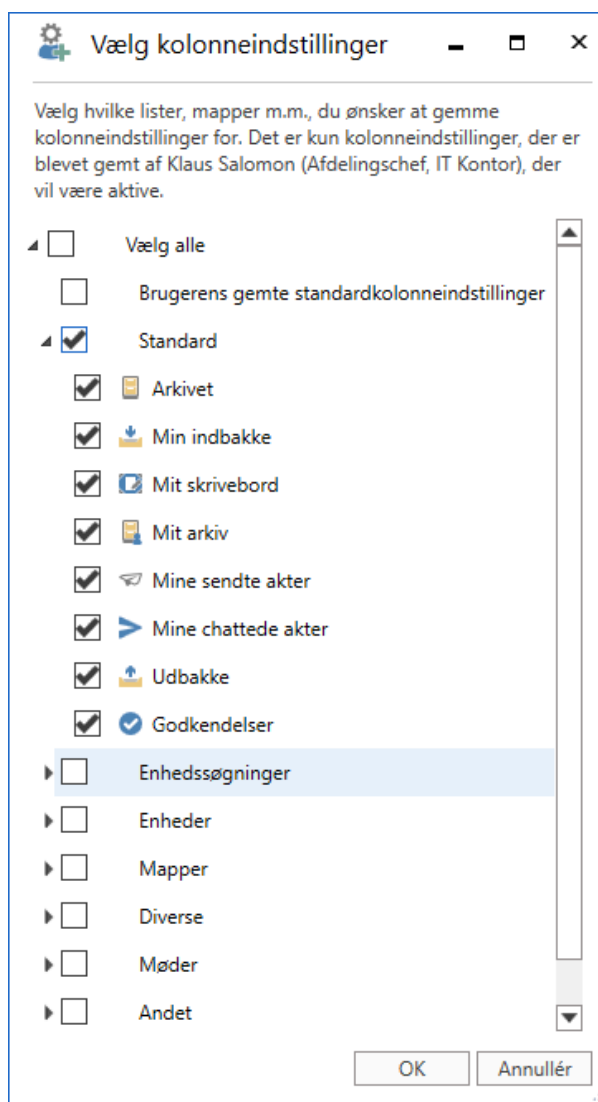 Vælg kolonneindstillinger
Vælg hvilke lister, mapper m.m., du ønsker at gemme
kolonneindstillinger for. Det er kun kolonneindstillinger, der er
blevet gemt af Klaus Salomon (Afdelingschef, IT Kontor), der
vil være aktive.
Vælg alle
Brugerens gemte standardkolonneindstillinger
Standard
Arkivet
Min indbakke
Mit skrivebord
Mit arkiv
Mine sendte akter
Mine chattede akter
Udbakke
Godkendelser
Enhedssøgninger
Enheder
Mapper
Diverse
Møder
Andet
OK Annullér